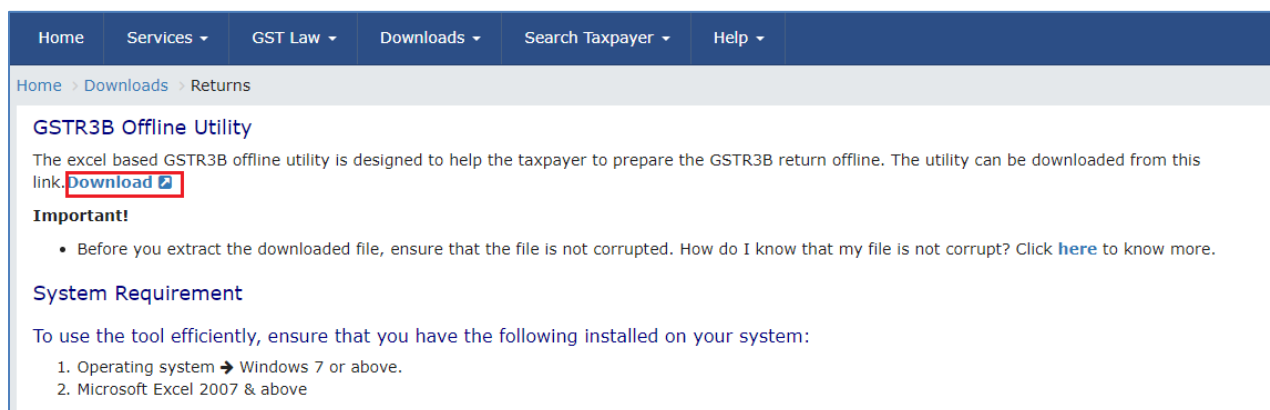 Home Services GST Law Downloads Search Taxpayer Help
Home > Downloads > Returns
GSTR3B Offline Utility
The excel based GSTR3B offline utility is designed to help the taxpayer to prepare the GSTR3B return offline. The utility can be downloaded from this
link.Download
Important!
• Before you extract the downloaded file, ensure that the file is not corrupted. How do I know that my file is not corrupt? Click here to know more.
System Requirement
To use the tool efficiently, ensure that you have the following installed on your system:
1. Operating system ➔ Windows 7 or above.
2. Microsoft Excel 2007 & above